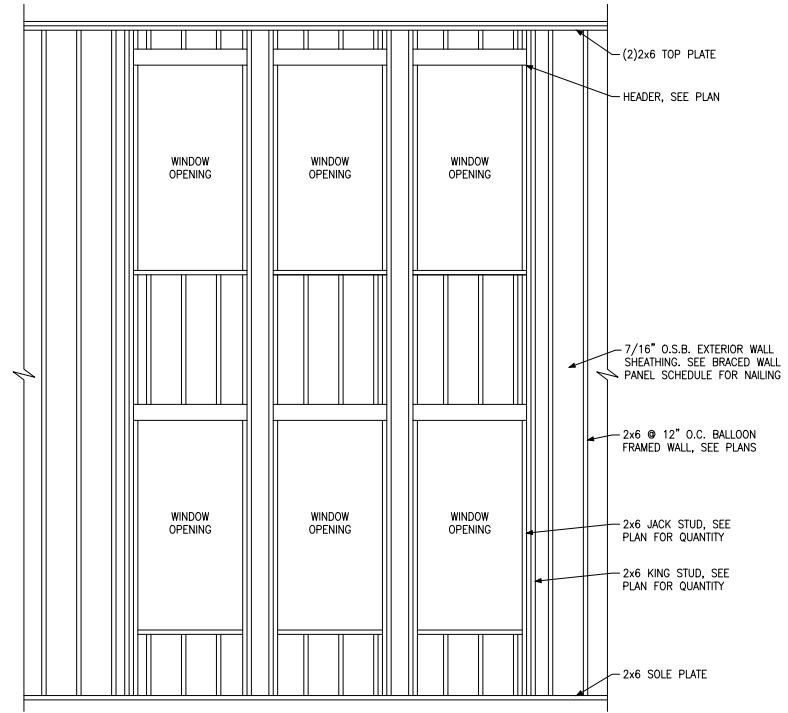 (2)2x6 TOP PLATE
HEADER, SEE PLAN
WINDOW
OPENING
WINDOW
OPENING
WINDOW
OPENING
7/16" O.S.B. EXTERIOR WALL
SHEATHING. SEE BRACED WALL
PANEL SCHEDULE FOR NAILING
2x6 @ 12" O.C. BALLOON
FRAMED WALL, SEE PLANS
WINDOW
OPENING
WINDOW
OPENING
WINDOW
OPENING
2x6 JACK STUD, SEE
PLAN FOR QUANTITY
2x6 KING STUD, SEE
PLAN FOR QUANTITY
2x6 SOLE PLATE